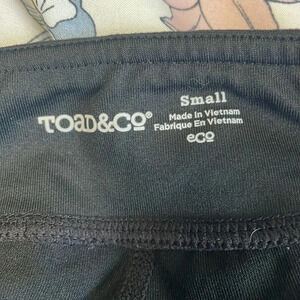 TOAD&CO®
Small
Made in Vietnam
Fabrique En Vietnam
eco